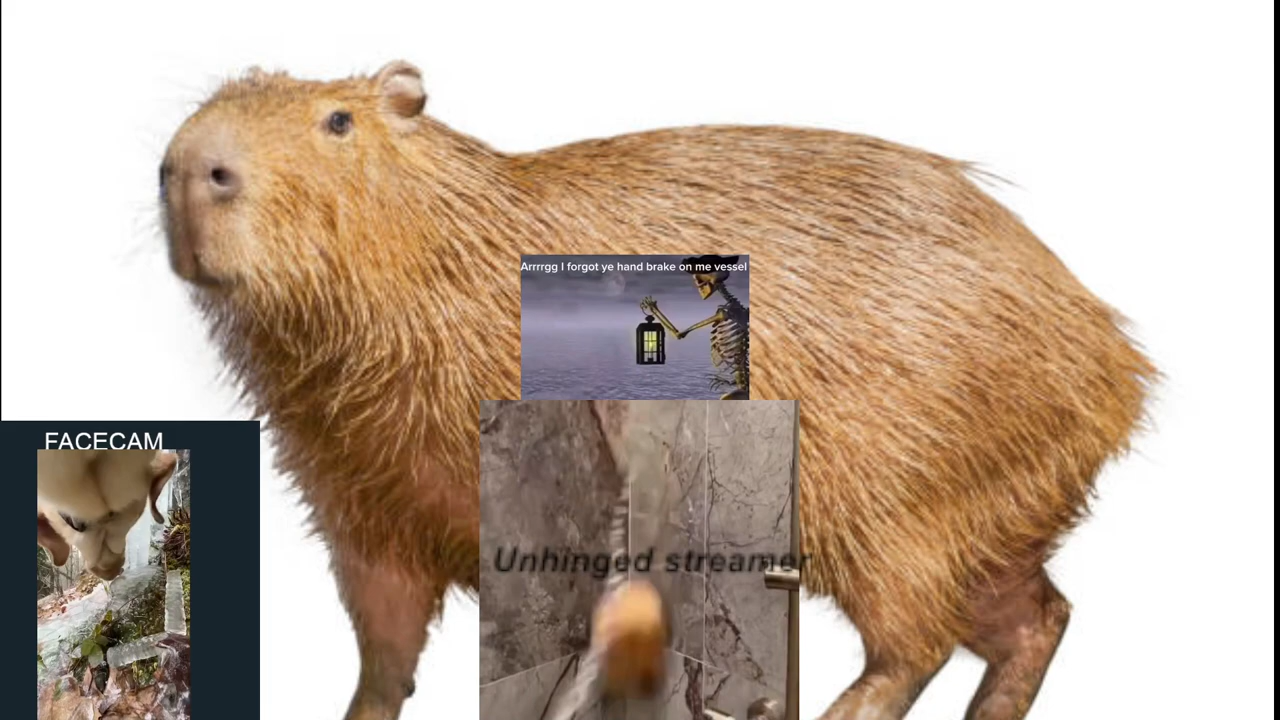 Arrrrgg I forgot ye hand brake on me vessel
FACECAM
Unhinged streamer